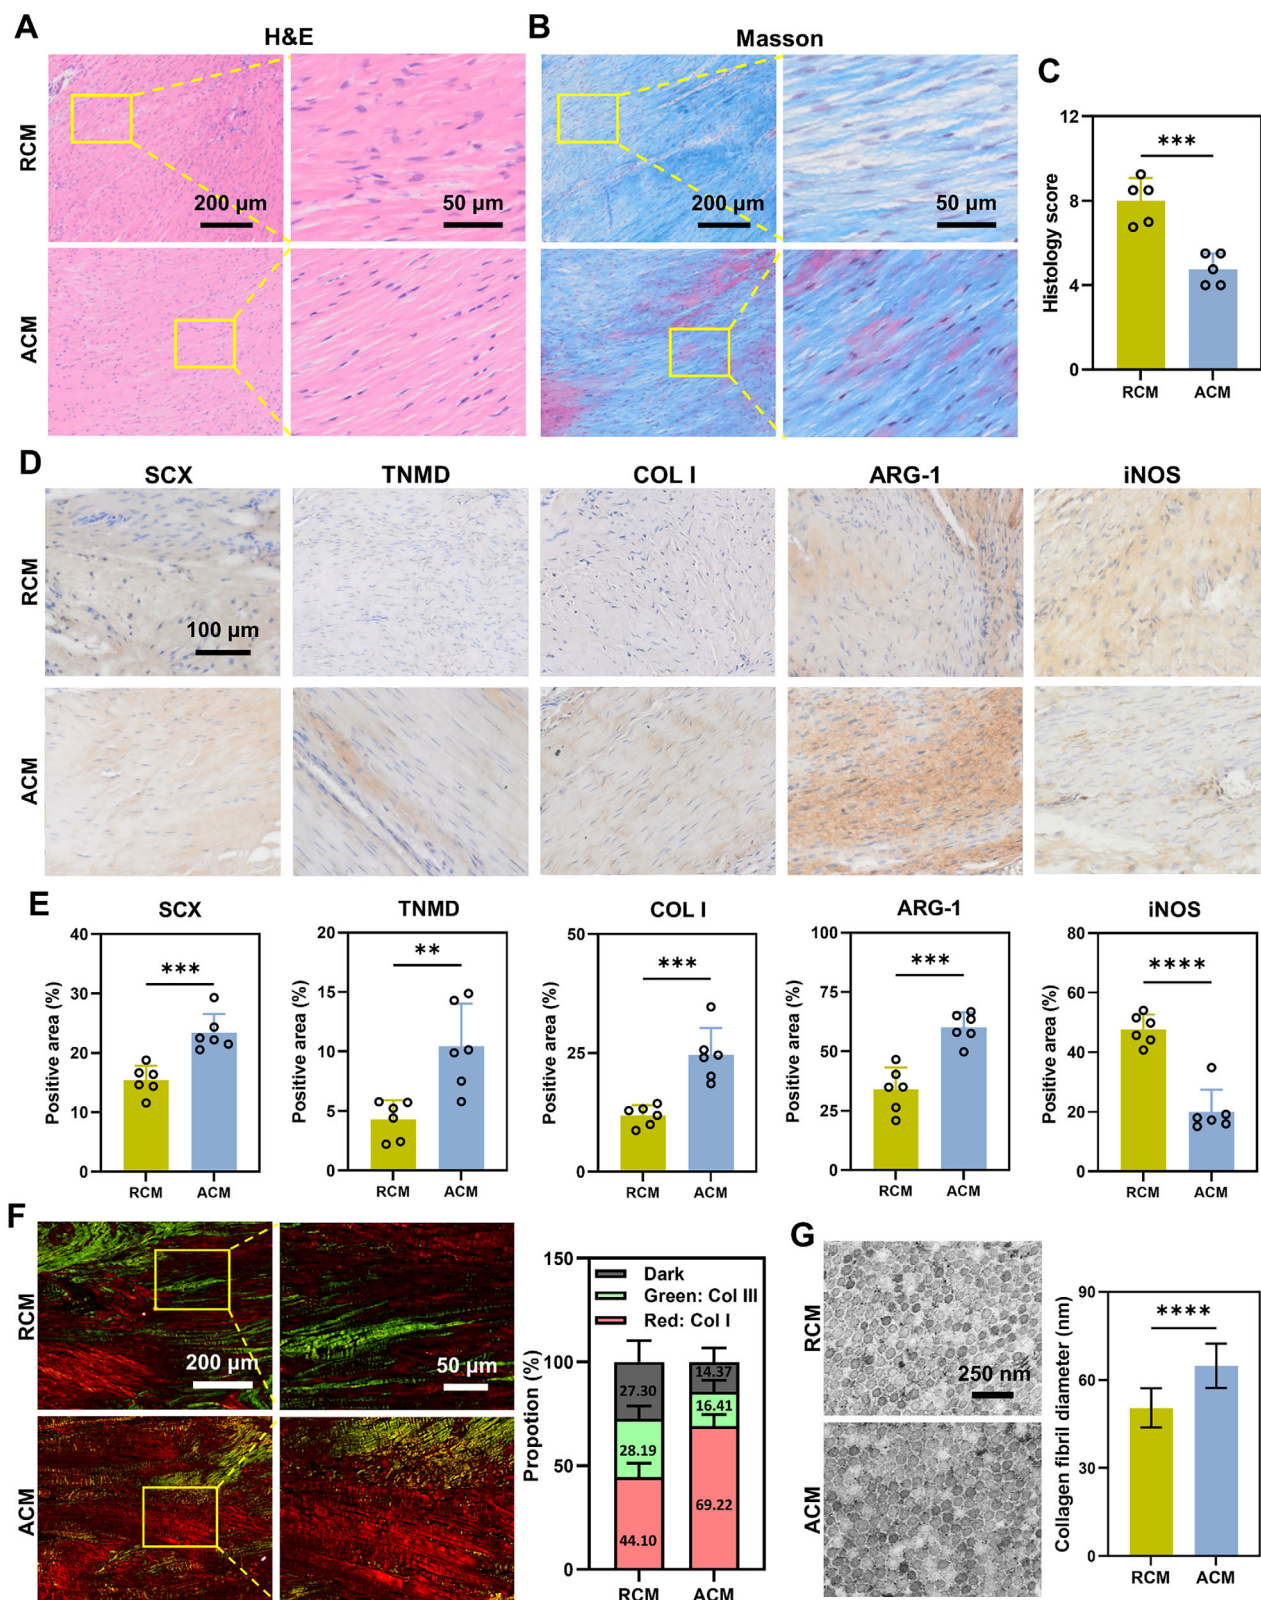 A
H&E
B
Masson
C
RCM
200 µm
50 µm
200 µm
50 µm
ACM
Histology score
12
8
4
0
***
RCM
ACM
D
SCX
TNMD
COL I
ARG-1
iNOS
RCM
100 µm
ACM
E
SCX
Positive area (%)
40
30
20
10
0
***
RCM
ACM
TNMD
Positive area (%)
20
15
10
5
0
**
RCM
ACM
COL I
Positive area (%)
50
25
0
***
RCM
ACM
ARG-1
Positive area (%)
100
75
50
25
0
***
RCM
ACM
iNOS
Positive area (%)
80
60
40
20
0
****
RCM
ACM
F
RCM
200 µm
50 µm
ACM
Propotion (%)
150
100
50
0
Dark
Green: Col III
Red: Col I
27.30
28.19
44.10
14.37
16.41
69.22
RCM
ACM
G
RCM
250 nm
ACM
Collagen fibril diameter (nm)
90
60
30
0
****
RCM
ACM